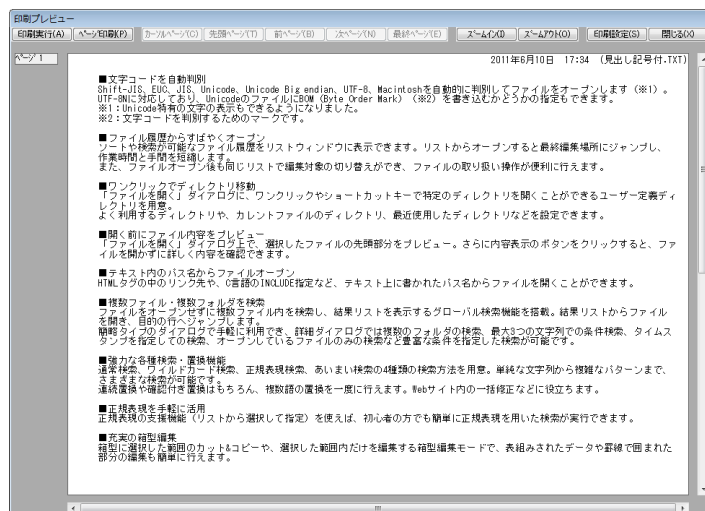 印刷プレビュー
印刷実行(A) ページ印刷(P) カーソルページ(C) 先頭ページ(T) 前ページ(B) 次ページ(N) 最終ページ(E) ズームイン(I) ズームアウト(O) 印刷設定(S) 閉じる(X)
ページ 1
2011年6月10日 17:34 (見出し記号付.TXT)
■文字コードを自動判別
Shift-JIS、EUC、JIS、Unicode、Unicode Big endian、UTF-8、Macintoshを自動的に判別してファイルをオープンします(※1)。
UTF-8Nに対応しており、UnicodeのファイルにBOM (Byte Order Mark) (※2)を書き込むかどうかの指定もできます。
※1:Unicode特有の文字の表示もできるようになりました。
※2:文字コードを判別するためのマークです。
■ファイル履歴からすばやくオープン
ソートや検索が可能なファイル履歴をリストウィンドウに表示できます。リストからオープンすると最終編集場所にジャンプし、
作業時間と手間を短縮します。
また、ファイルオープン後も同じリストで編集対象の切り替えができ、ファイルの取り扱い操作が便利に行えます。
■ワンクリックでディレクトリ移動
「ファイルを開く」ダイアログに、ワンクリックやショートカットキーで特定のディレクトリを開くことができるユーザー定義ディ
レクトリを用意。
よく利用するディレクトリや、カレントファイルのディレクトリ、最近使用したディレクトリなどを設定できます。
■開く前にファイル内容をプレビュー
「ファイルを開く」ダイアログ上で、選択したファイルの先頭部分をプレビュー。さらに内容表示のボタンをクリックすると、ファ
イルを開かずに詳しく内容を確認できます。
■テキスト内のパス名からファイルオープン
HTMLタグの中のリンク先や、C言語のINCLUDE指定など、テキスト上に書かれたパス名からファイルを開くことができます。
■複数ファイル・複数フォルダを検索
ファイルをオープンせずに複数ファイル内を検索し、結果リストを表示するグローバル検索機能を搭載。結果リストからファイル
を開き、目的の行へジャンプします。
簡略タイプのダイアログで手軽に利用でき、詳細ダイアログでは複数のフォルダの検索、最大3つの文字列での条件検索、タイムス
タンプを指定しての検索、オープンしているファイルのみの検索など豊富な条件を指定した検索が可能です。
■強力な各種検索・置換機能
通常検索、ワイルドカード検索、正規表現検索、あいまい検索の4種類の検索方法を用意。単純な文字列から複雑なパターンまで、
さまざまな検索が可能です。
連続置換や確認付き置換はもちろん、複数語の置換を一度に行えます。Webサイト内の一括修正などに役立ちます。
■正規表現を手軽に活用
正規表現の支援機能(リストから選択して指定)を使えば、初心者の方でも簡単に正規表現を用いた検索が実行できます。
■充実の箱型編集
箱型に選択した範囲のカット&コピーや、選択した範囲内だけを編集する箱型編集モードで、表組みされたデータや罫線で囲まれた
部分の編集も簡単に行えます。